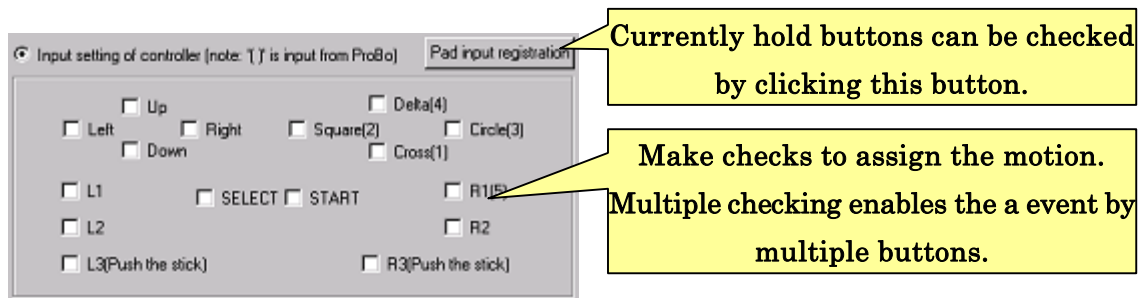 Input setting of controller (note: '( )' is input from ProBo)
Pad input registration
Up
Left
Right
Down
Delta(4)
Square(2)
Circle(3)
Cross(1)
L1
SELECT
START
R1(5)
L2
R2
L3(Push the stick)
R3(Push the stick)
Currently hold buttons can be checked
by clicking this button.
Make checks to assign the motion.
Multiple checking enables the a event by
multiple buttons.